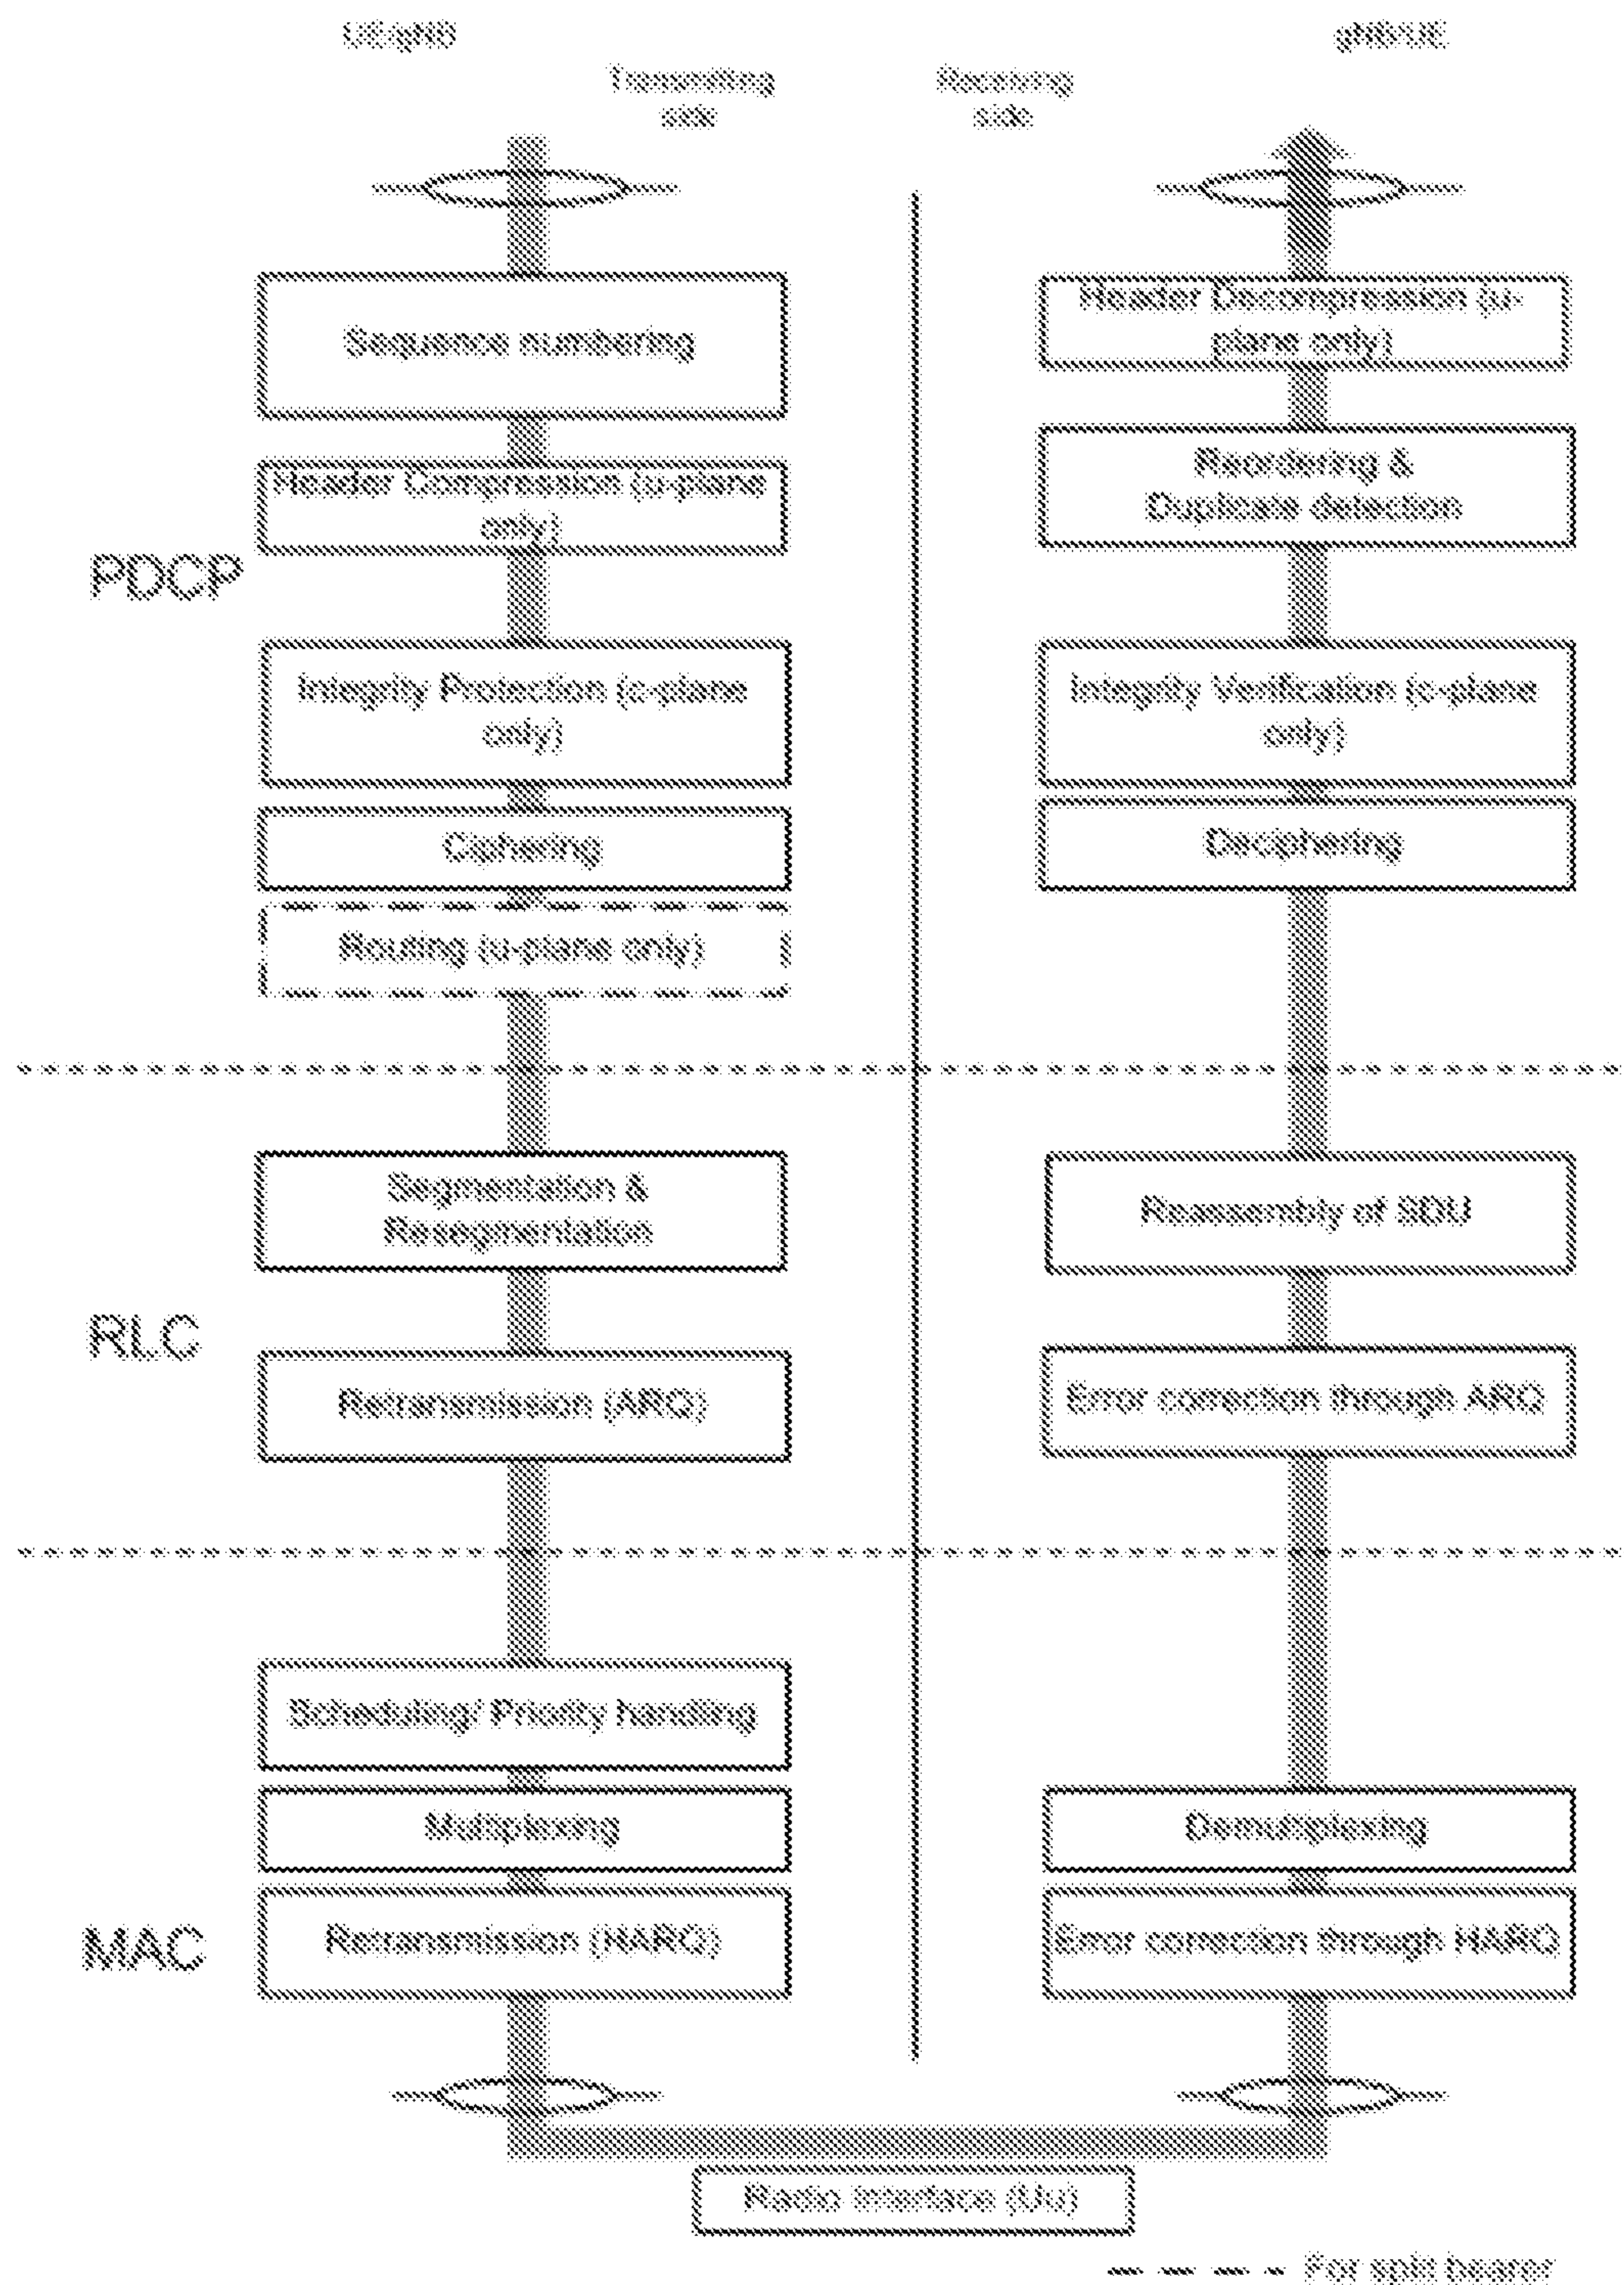 UE/gNB
gNB/UE
Transmitting
side
Receiving
side
Sequence numbering
Header Compression (u-plane
only)
PDCP
Integrity Protection (c-plane
only)
Ciphering
Routing (u-plane only)
Header Decompression (u-
plane only)
Reordering &
Duplicate detection
Integrity Verification (c-plane
only)
Deciphering
Segmentation &
Resegmentation
RLC
Retransmission (ARQ)
Reassembly of SDU
Error correction through ARQ
Scheduling/ Priority handling
Multiplexing
MAC
Retransmission (HARQ)
Demultiplexing
Error correction through HARQ
Radio Interface (Uu)
For split bearer